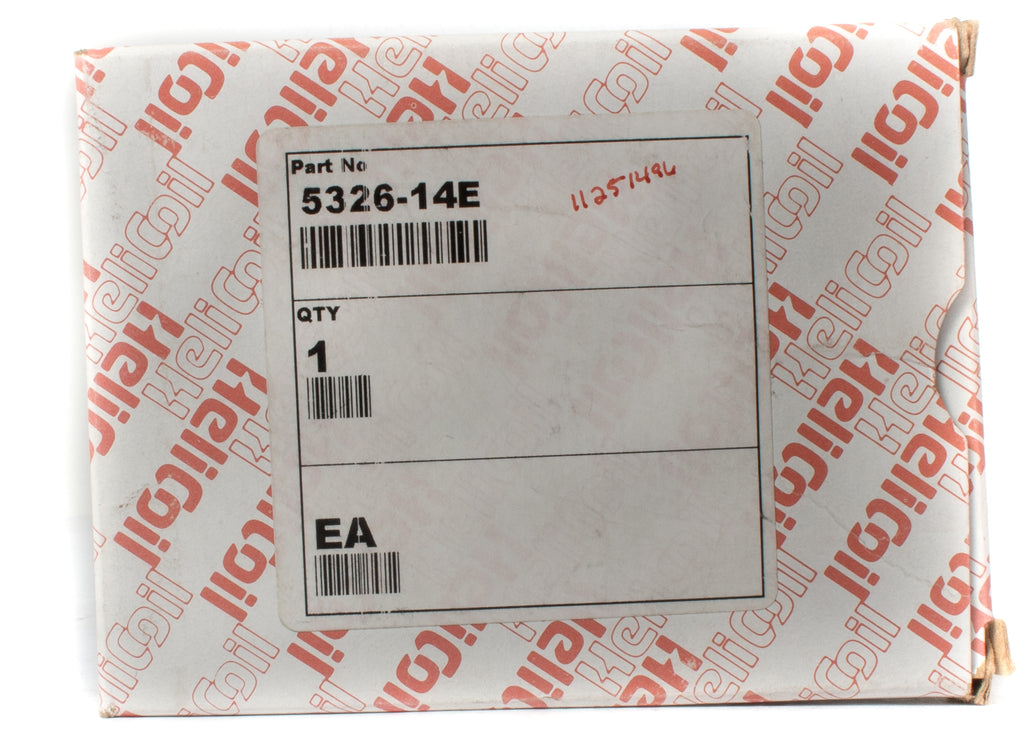 Part No
5326-14E
11251496
QTY
1
EA
HeliCoil